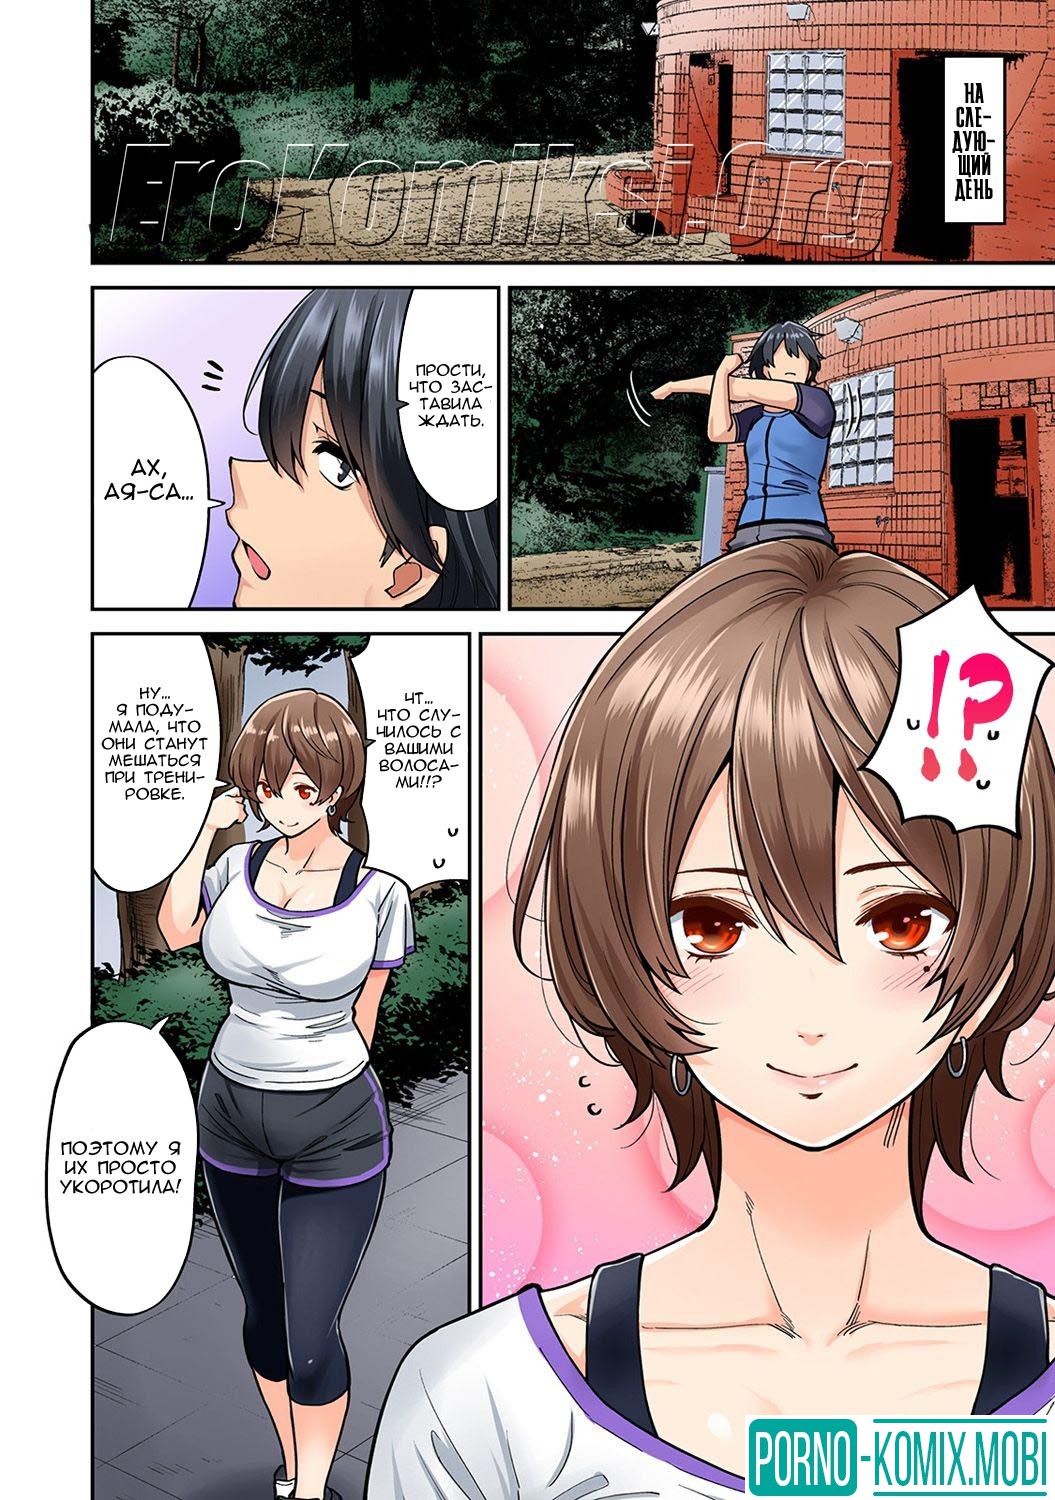 НА
СЛЕ-
ДУЮ-
ЩИЙ
ДЕНЬ
EroKomiksi.Org
ПРОСТИ,
ЧТО ЗАС-
ТАВИЛА
ЖДАТЬ.
АХ,
АЯ-СА...
!?
ЧТ...
ЧТО СЛУ-
ЧИЛОСЬ С
ВАШИМИ
ВОЛОСА-
МИ!!?
НУ...
Я ПОДУ-
МАЛА, ЧТО
ОНИ СТАНУТ
МЕШАТЬСЯ
ПРИ ТРЕНИ-
РОВКЕ.
ПОЭТОМУ Я
ИХ ПРОСТО
УКОРОТИЛА!
PORNO-KOMIX.MOBI